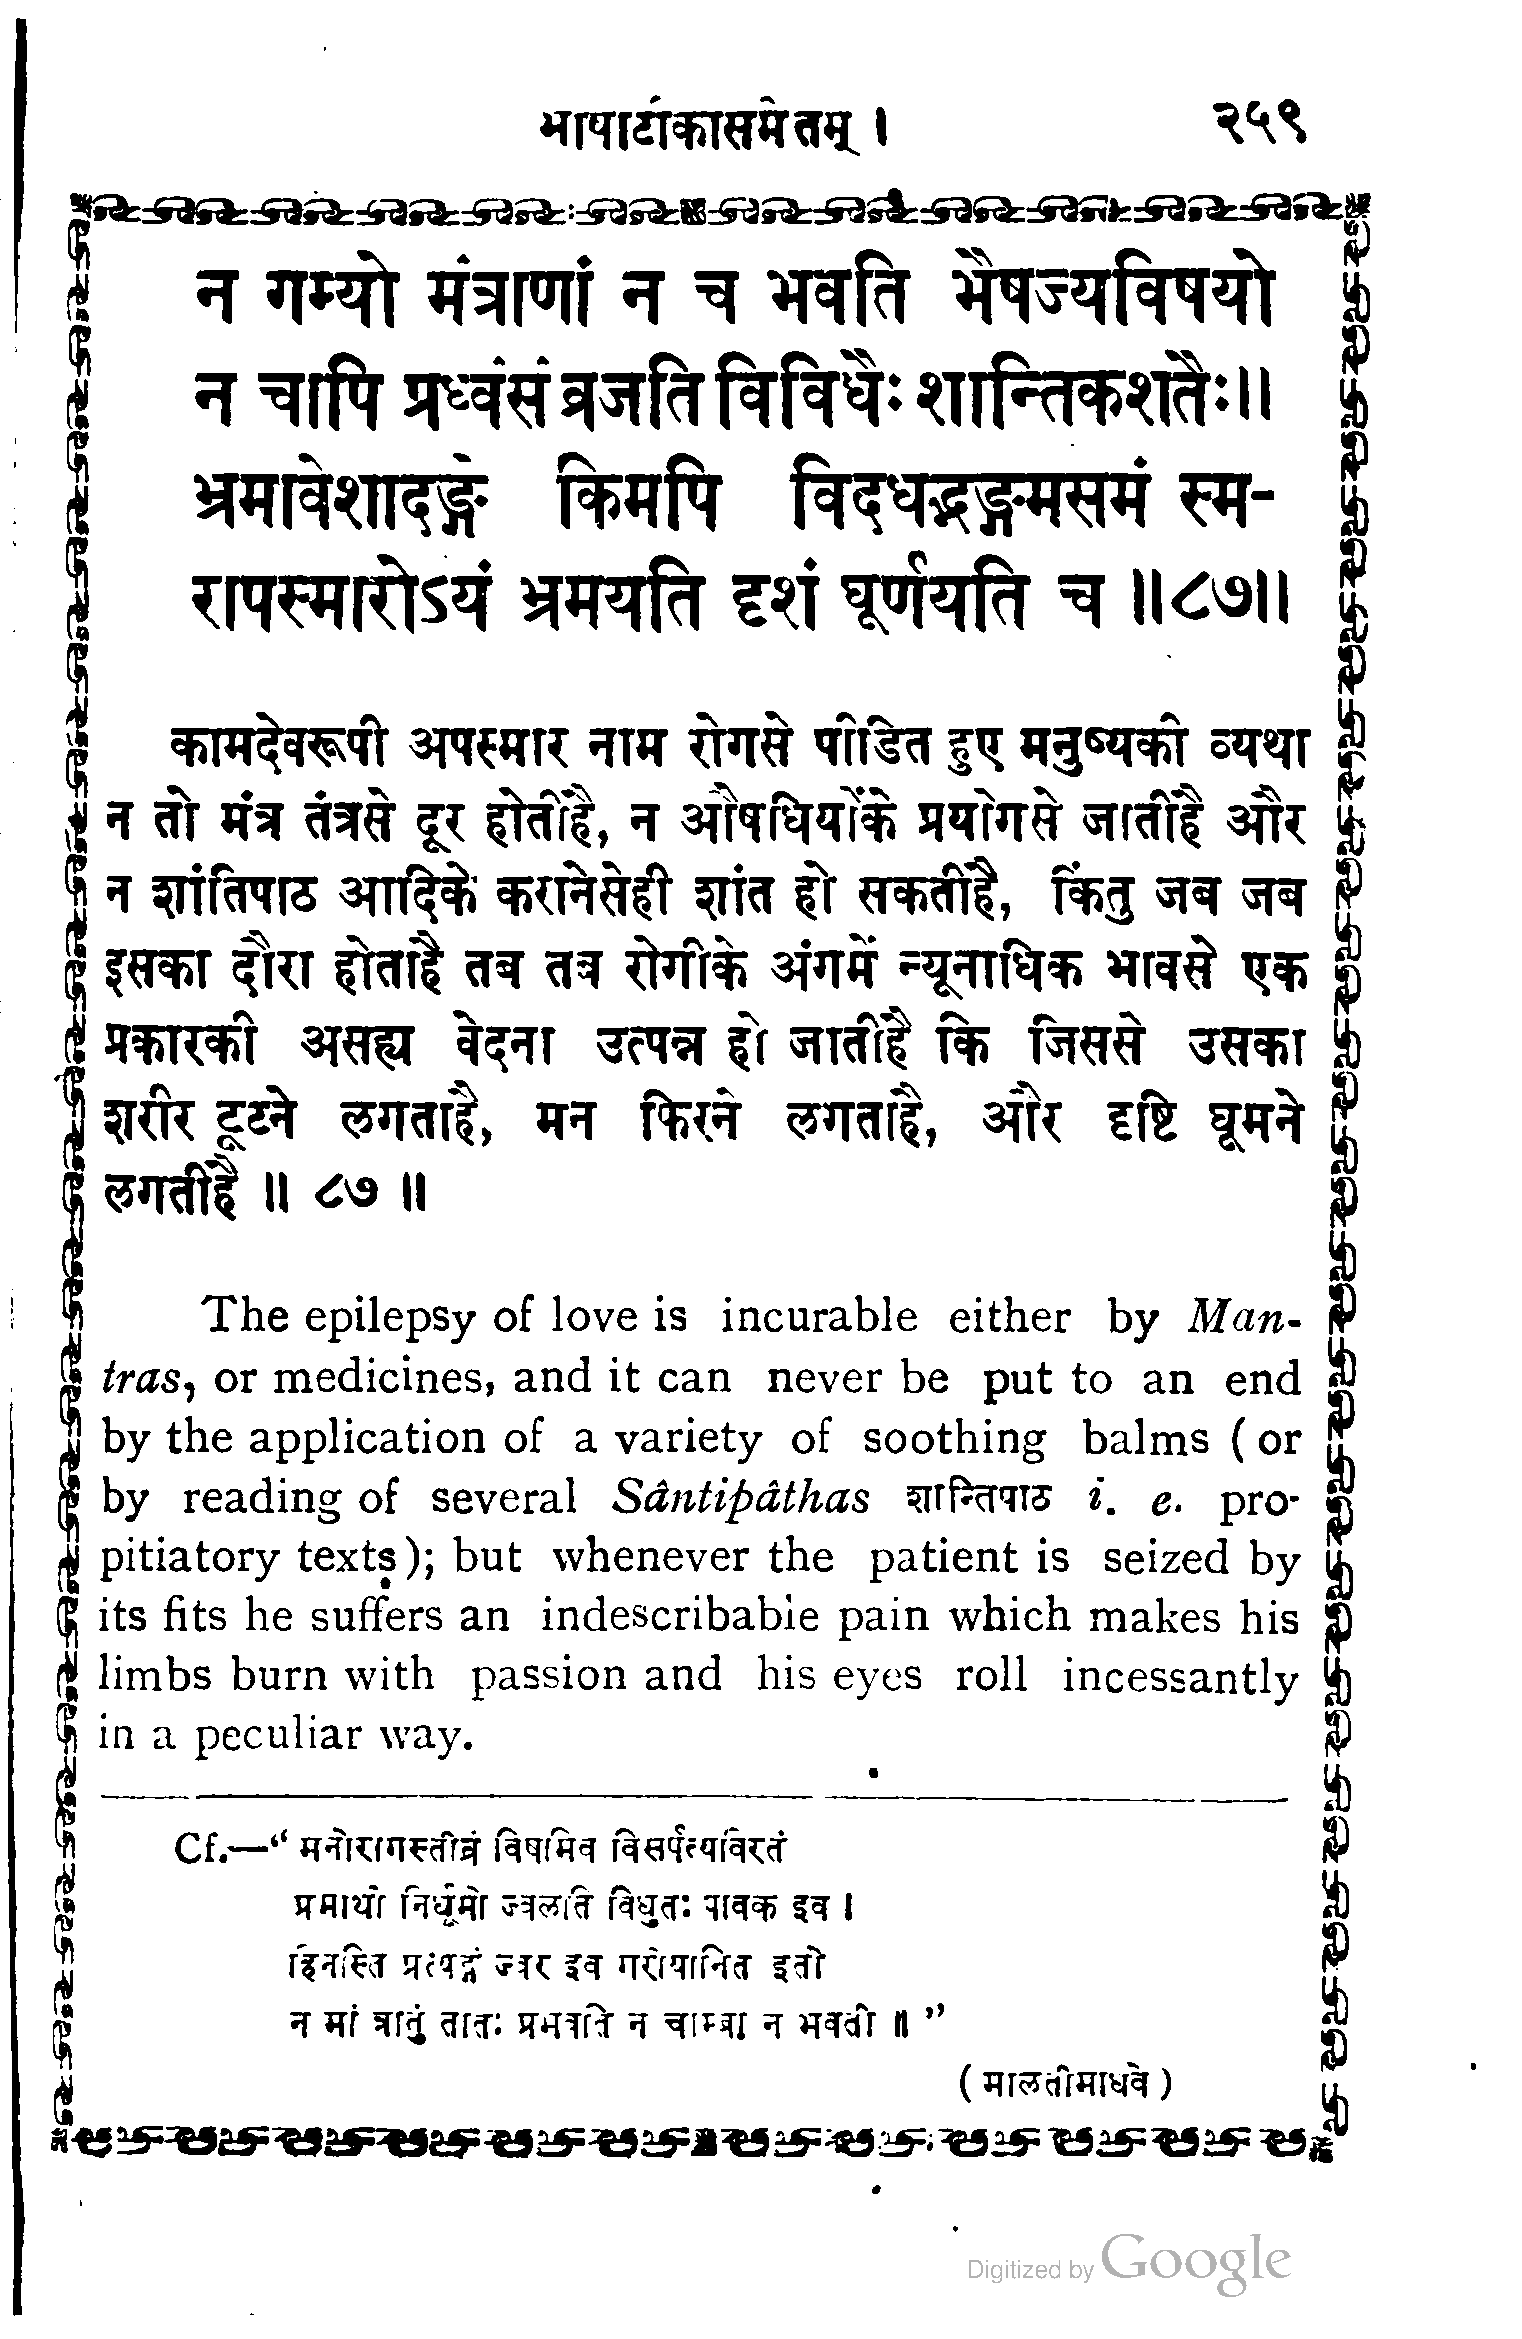 भाषाटीकासमेतम् । २५९
न गम्यो मंत्राणां न च भवति भैषज्यविषयो
न चापि प्रध्वंसं व्रजति विविधैः शान्तिकशतैः॥
भ्रमावेशादङ्गे किमपि विदधद्भङ्गमसमं स्म-
रापस्मारोऽयं भ्रमयति दृशं घूर्णयति च ॥८७॥
कामदेवरूपी अपस्मार नाम रोगसे पीडित हुए मनुष्यकी व्यथा
न तो मंत्र तंत्रसे दूर होतीहै, न औषधियोंके प्रयोगसे जातीहै और
न शांतिपाठ आदिके करानेसेही शांत हो सकतीहै, किंतु जब जब
इसका दौरा होताहै तब तब रोगीके अंगमें न्यूनाधिक भावसे एक
प्रकारकी असह्य वेदना उत्पन्न हो जातीहै कि जिससे उसका
शरीर टूटने लगताहै, मन फिरने लगताहै, और दृष्टि घूमने
लगतीहै ॥ ८७ ॥
The epilepsy of love is incurable either by Man-
tras, or medicines, and it can never be put to an end
by the application of a variety of soothing balms ( or
by reading of several Sântipâthas शान्तिपाठ i. e. pro-
pitiatory texts); but whenever the patient is seized by
its fits he suffers an indescribable pain which makes his
limbs burn with passion and his eyes roll incessantly
in a peculiar way.
Cf.—“ मनोरागस्तीव्रं विषमिव विसर्पत्यविरतं
प्रमाथी निर्धूमो ज्वलति विधुतः पावक इव ।
हिनस्ति प्रत्यङ्गं ज्वर इव गरीयानित इतो
न मां त्रातुं तातः प्रभवति न चाम्बा न भवती ॥ ”
( मालतीमाधवे )
Digitized by Google